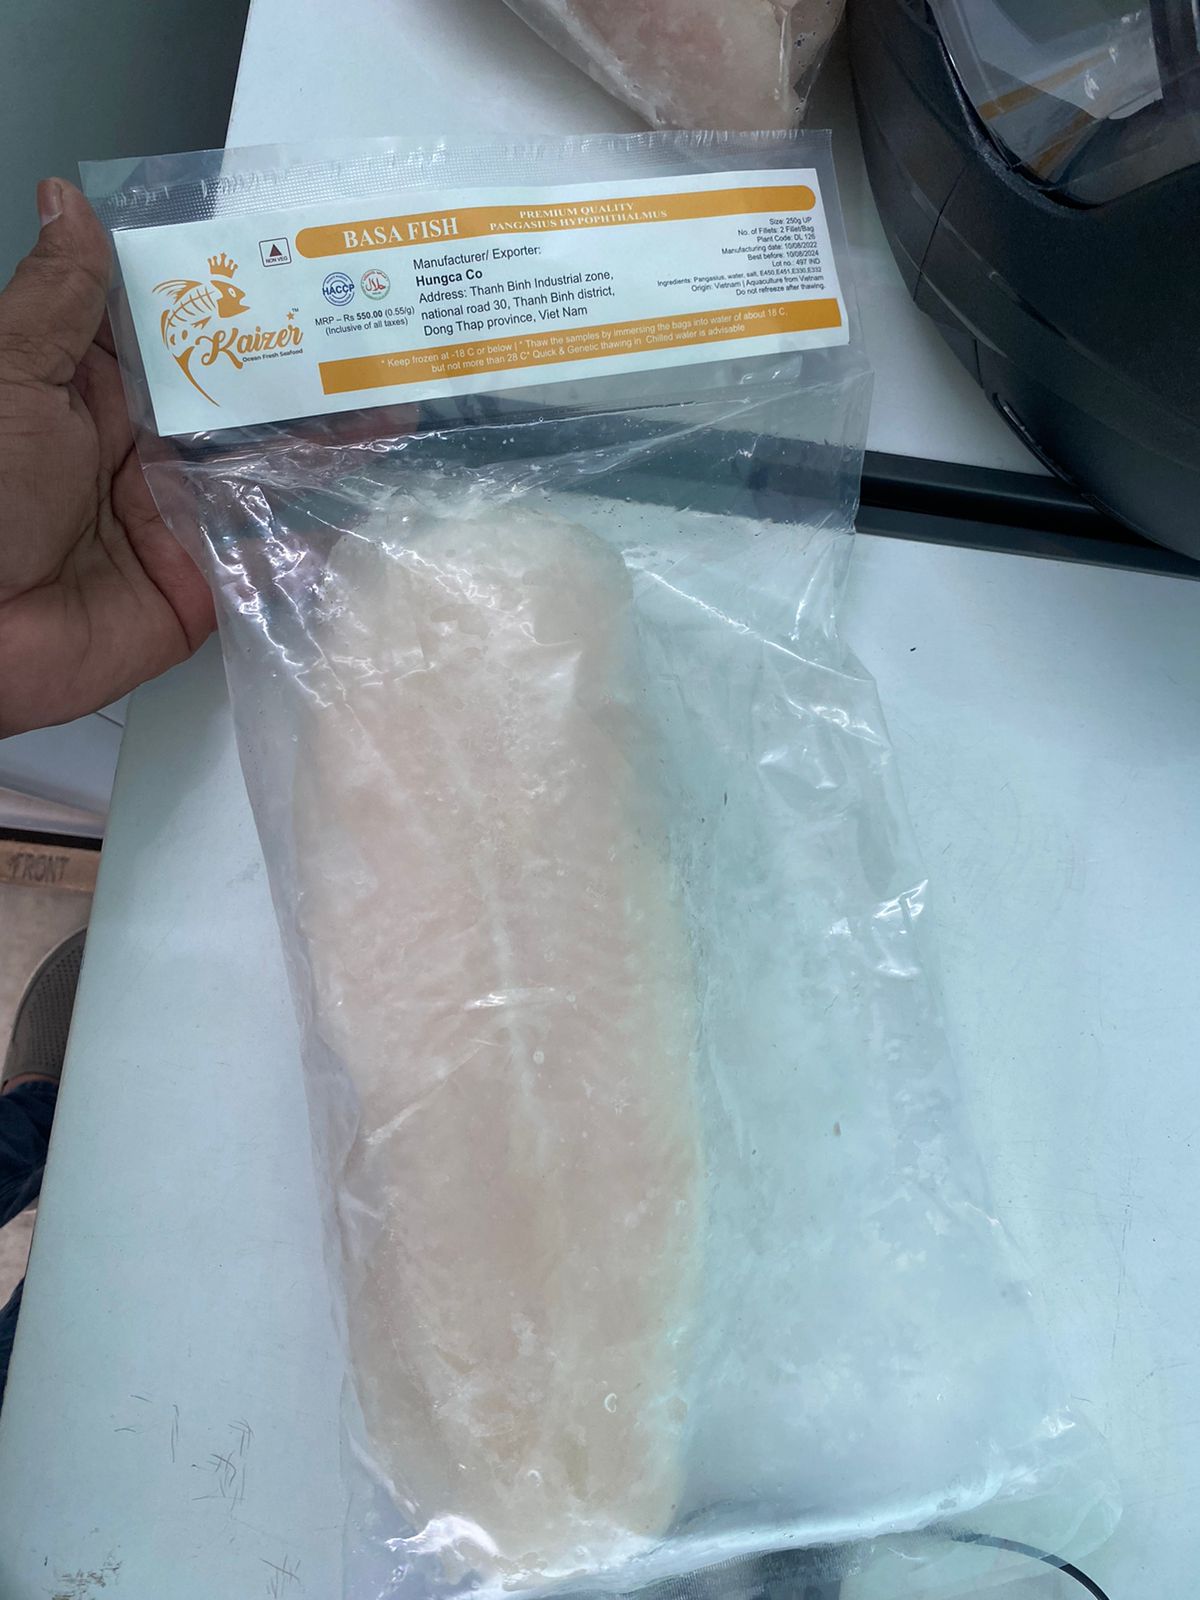 BASA FISH
PREMIUM QUALITY
PANGASIUS HYPOPHTHALMUS
NON VEG
Kaizer™
Ocean Fresh Seafood
HACCP
حلال
MRP – Rs 550.00 (0.55/g)
(Inclusive of all taxes)
Manufacturer/ Exporter:
Hungca Co
Address: Thanh Binh Industrial zone,
national road 30, Thanh Binh district,
Dong Thap province, Viet Nam
Size: 250g UP
No. of Fillets: 2 Fillet/Bag
Plant Code: DL 126
Manufacturing date: 10/08/2022
Best before: 10/08/2024
Lot no.: 497 IND
Ingredients: Pangasius, water, salt, E450,E451,E330,E332
Origin: Vietnam | Aquaculture from Vietnam
Do not refreeze after thawing.
* Keep frozen at -18 C or below | * Thaw the samples by immersing the bags into water of about 18 C,
but not more than 28 C* Quick & Genetic thawing in Chilled water is advisable
FRONT